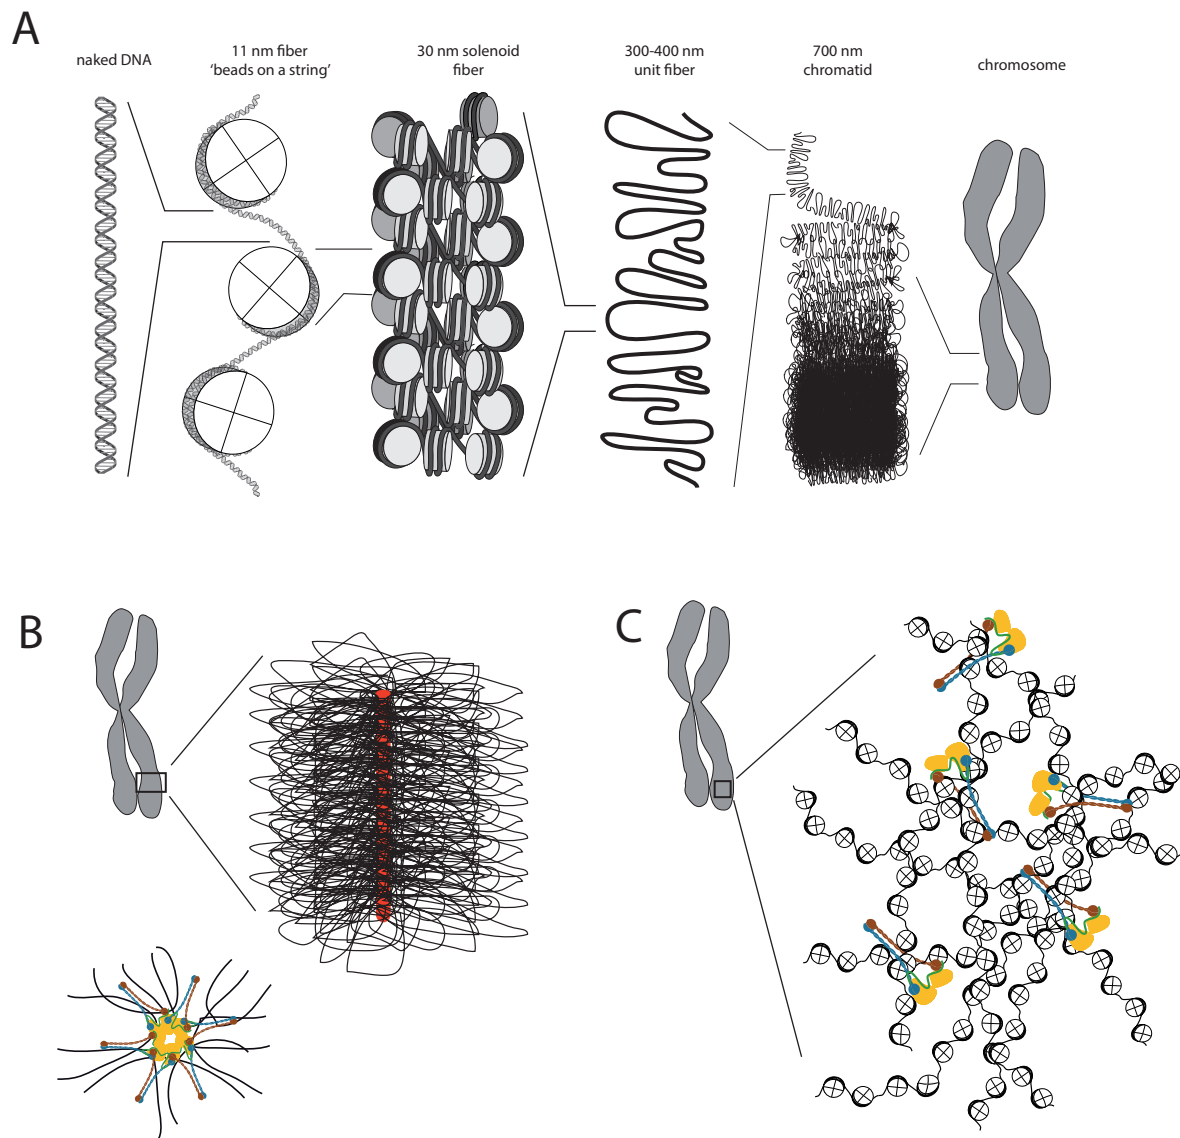 A
naked DNA
11 nm fiber
'beads on a string'
30 nm solenoid
fiber
300-400 nm
unit fiber
700 nm
chromatid
chromosome
B
C